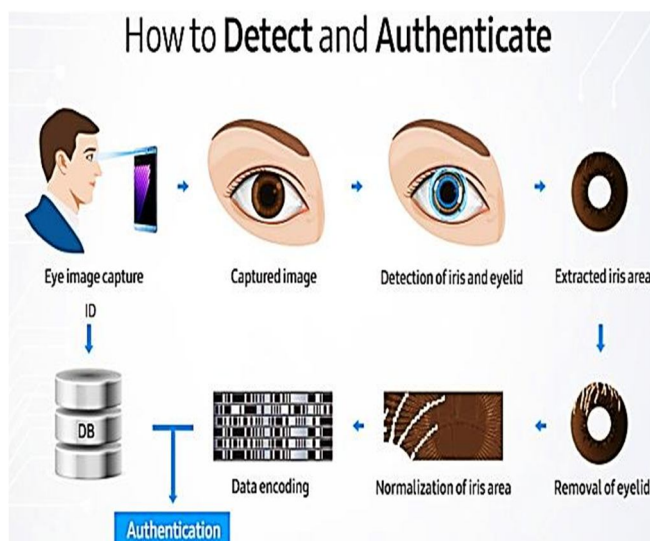 How to Detect and Authenticate
Eye image capture
Captured image
Detection of iris and eyelid
Extracted iris area
ID
DB
Data encoding
Normalization of iris area
Removal of eyelid
Authentication